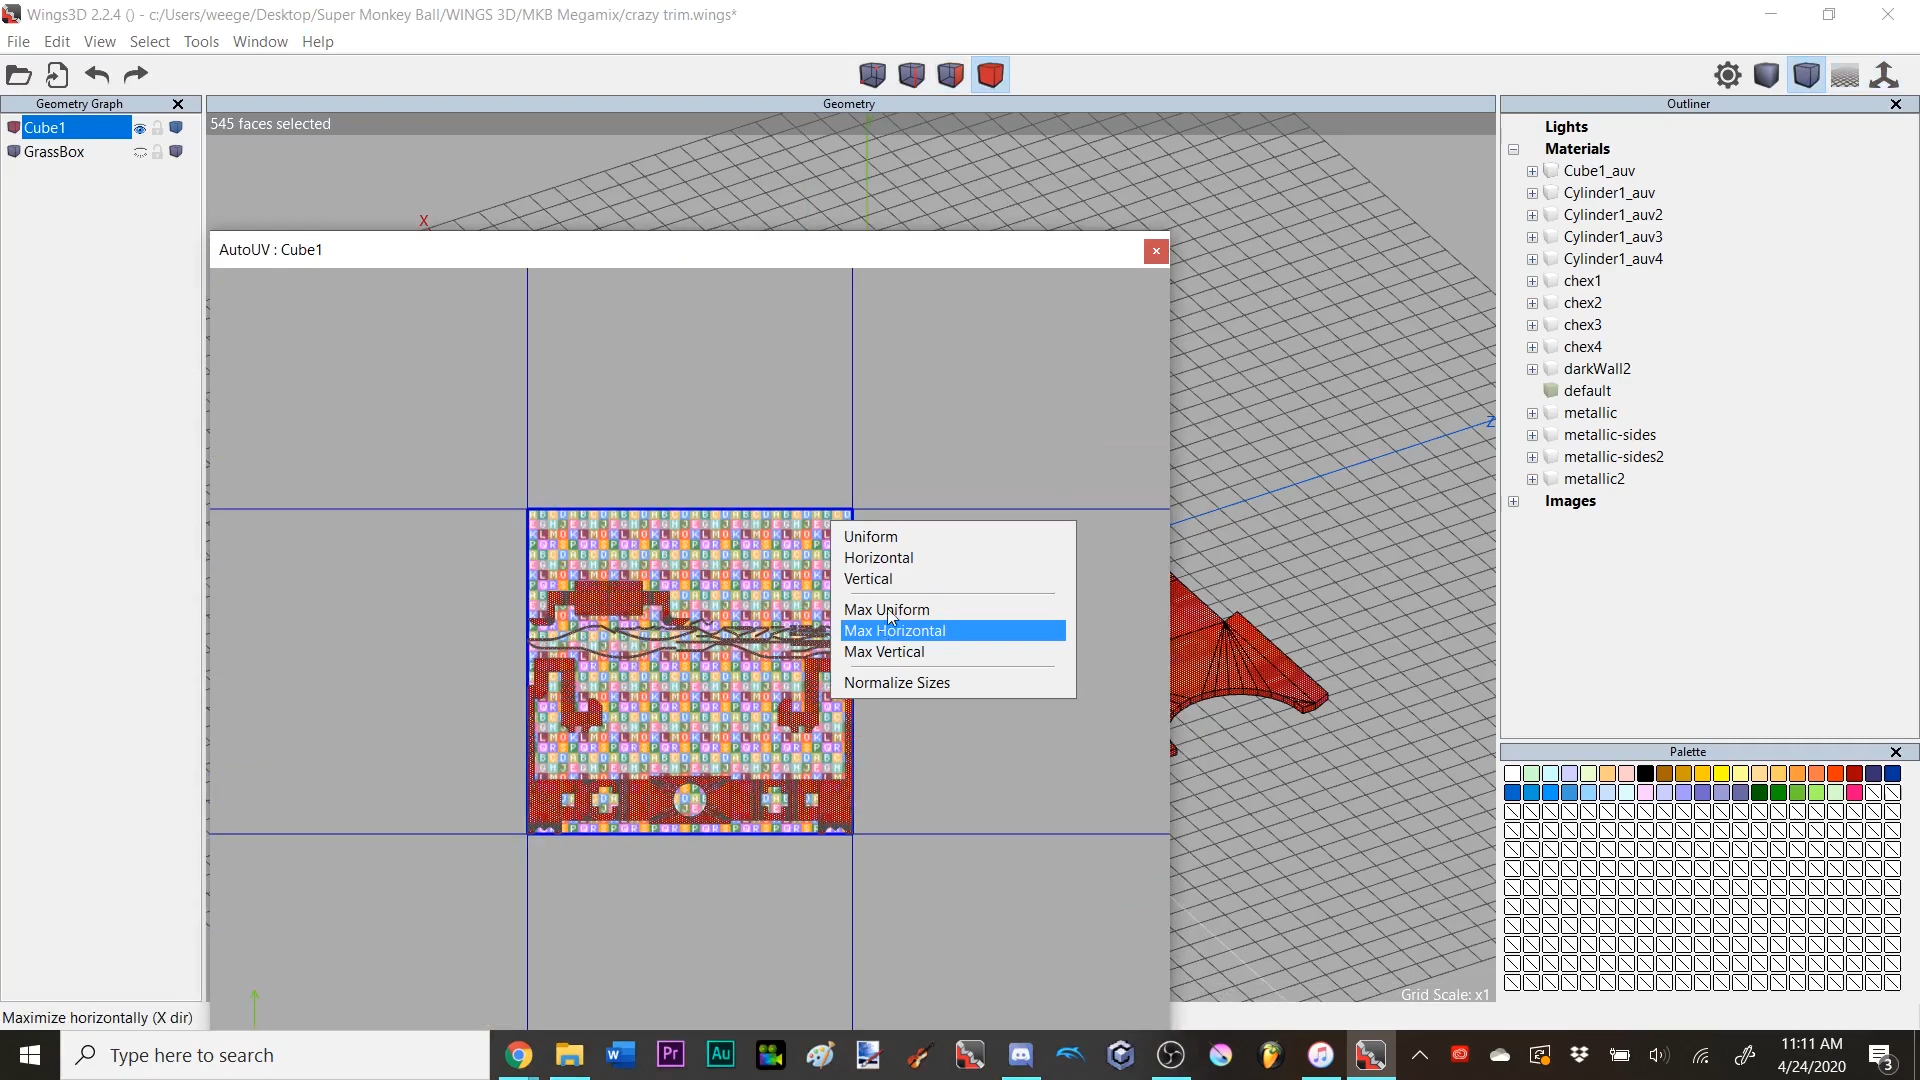 Wings3D 2.2.4 () - c:/Users/weege/Desktop/Super Monkey Ball/WINGS 3D/MKB Megamix/crazy trim.wings*
File Edit View Select Tools Window Help
Geometry Graph
Geometry
Outliner
Cube1
GrassBox
545 faces selected
X
Z
AutoUV : Cube1
Uniform
Horizontal
Vertical
Max Uniform
Max Horizontal
Max Vertical
Normalize Sizes
Lights
Materials
Cube1_auv
Cylinder1_auv
Cylinder1_auv2
Cylinder1_auv3
Cylinder1_auv4
chex1
chex2
chex3
chex4
darkWall2
default
metallic
metallic-sides
metallic-sides2
metallic2
Images
Palette
Grid Scale: x1
Maximize horizontally (X dir)
Type here to search
W
Pr
Au
11:11 AM
4/24/2020
3